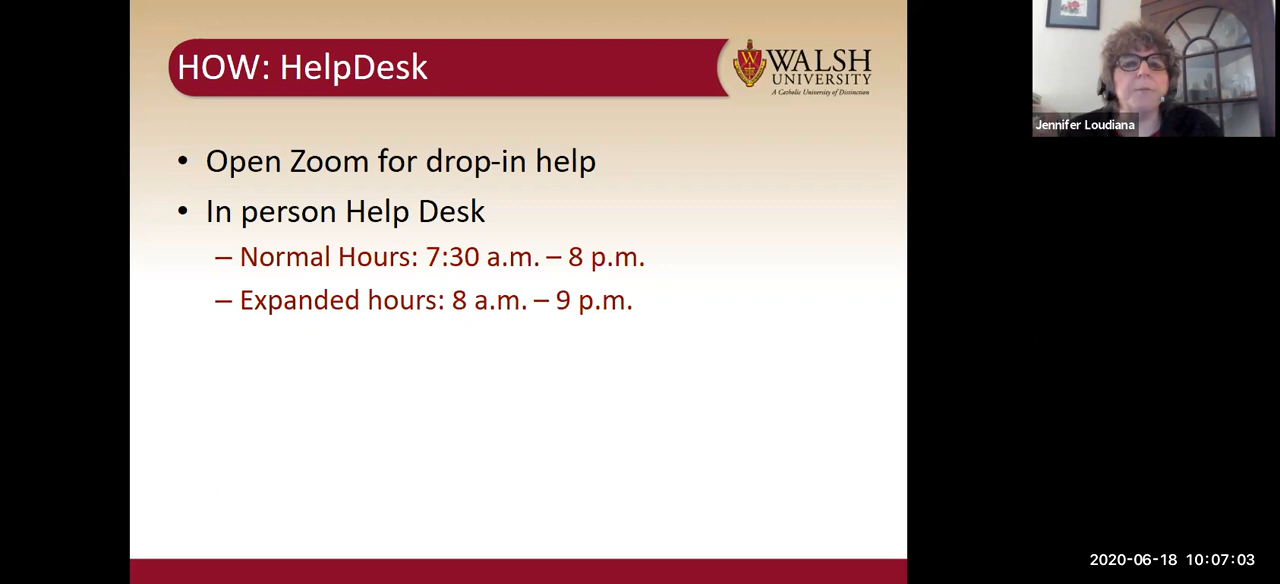 HOW: HelpDesk
WALSH
UNIVERSITY
A Catholic University of Distinction
• Open Zoom for drop-in help
• In person Help Desk
– Normal Hours: 7:30 a.m. – 8 p.m.
– Expanded hours: 8 a.m. – 9 p.m.
Jennifer Loudiana
2020-06-18 10:07:03